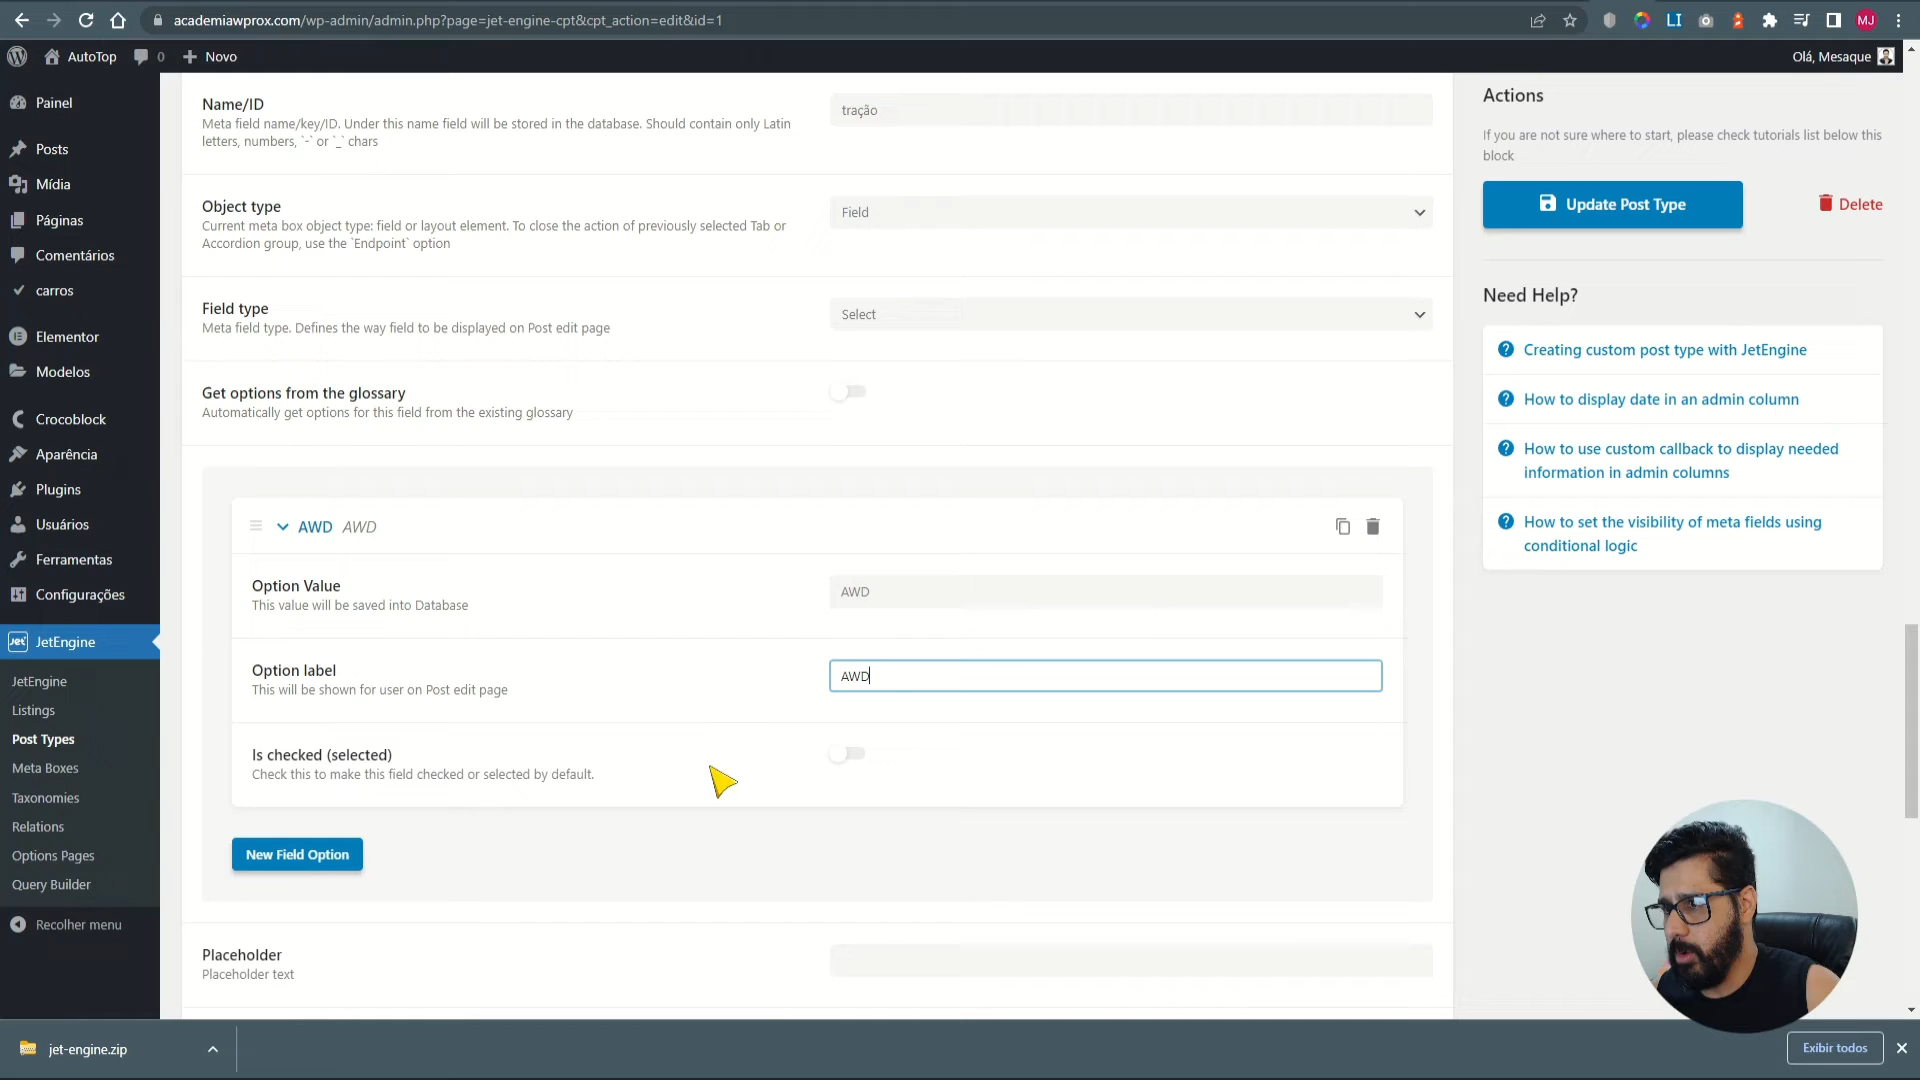 academiawprox.com/wp-admin/admin.php?page=jet-engine-cpt&cpt_action=edit&id=1
LI
MJ
AutoTop
0
Novo
Olá, Mesaque
Painel
Posts
Mídia
Páginas
Comentários
carros
Elementor
Modelos
Crocoblock
Aparência
Plugins
Usuários
Ferramentas
Configurações
Jet
JetEngine
JetEngine
Listings
Post Types
Meta Boxes
Taxonomies
Relations
Options Pages
Query Builder
Recolher menu
Name/ID
Meta field name/key/ID. Under this name field will be stored in the database. Should contain only Latin
letters, numbers, `-` or `_` chars
tração
Object type
Current meta box object type: field or layout element. To close the action of previously selected Tab or
Accordion group, use the `Endpoint` option
Field
Field type
Meta field type. Defines the way field to be displayed on Post edit page
Select
Get options from the glossary
Automatically get options for this field from the existing glossary
AWD AWD
Option Value
This value will be saved into Database
AWD
Option label
This will be shown for user on Post edit page
AWD
Is checked (selected)
Check this to make this field checked or selected by default.
New Field Option
Placeholder
Placeholder text
Actions
If you are not sure where to start, please check tutorials list below this
block
Update Post Type
Delete
Need Help?
Creating custom post type with JetEngine
How to display date in an admin column
How to use custom callback to display needed
information in admin columns
How to set the visibility of meta fields using
conditional logic
jet-engine.zip
Exibir todos